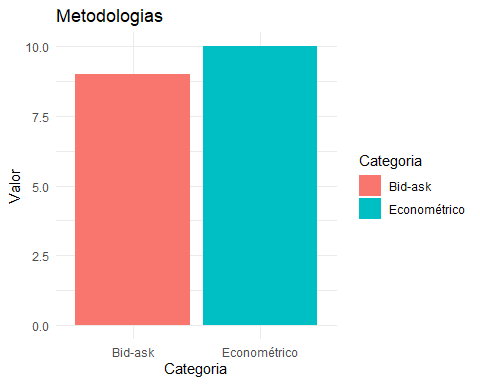 Metodologias
10.0
7.5
5.0
2.5
0.0
Valor
Bid-ask
Econométrico
Categoria
Categoria
Bid-ask
Econométrico